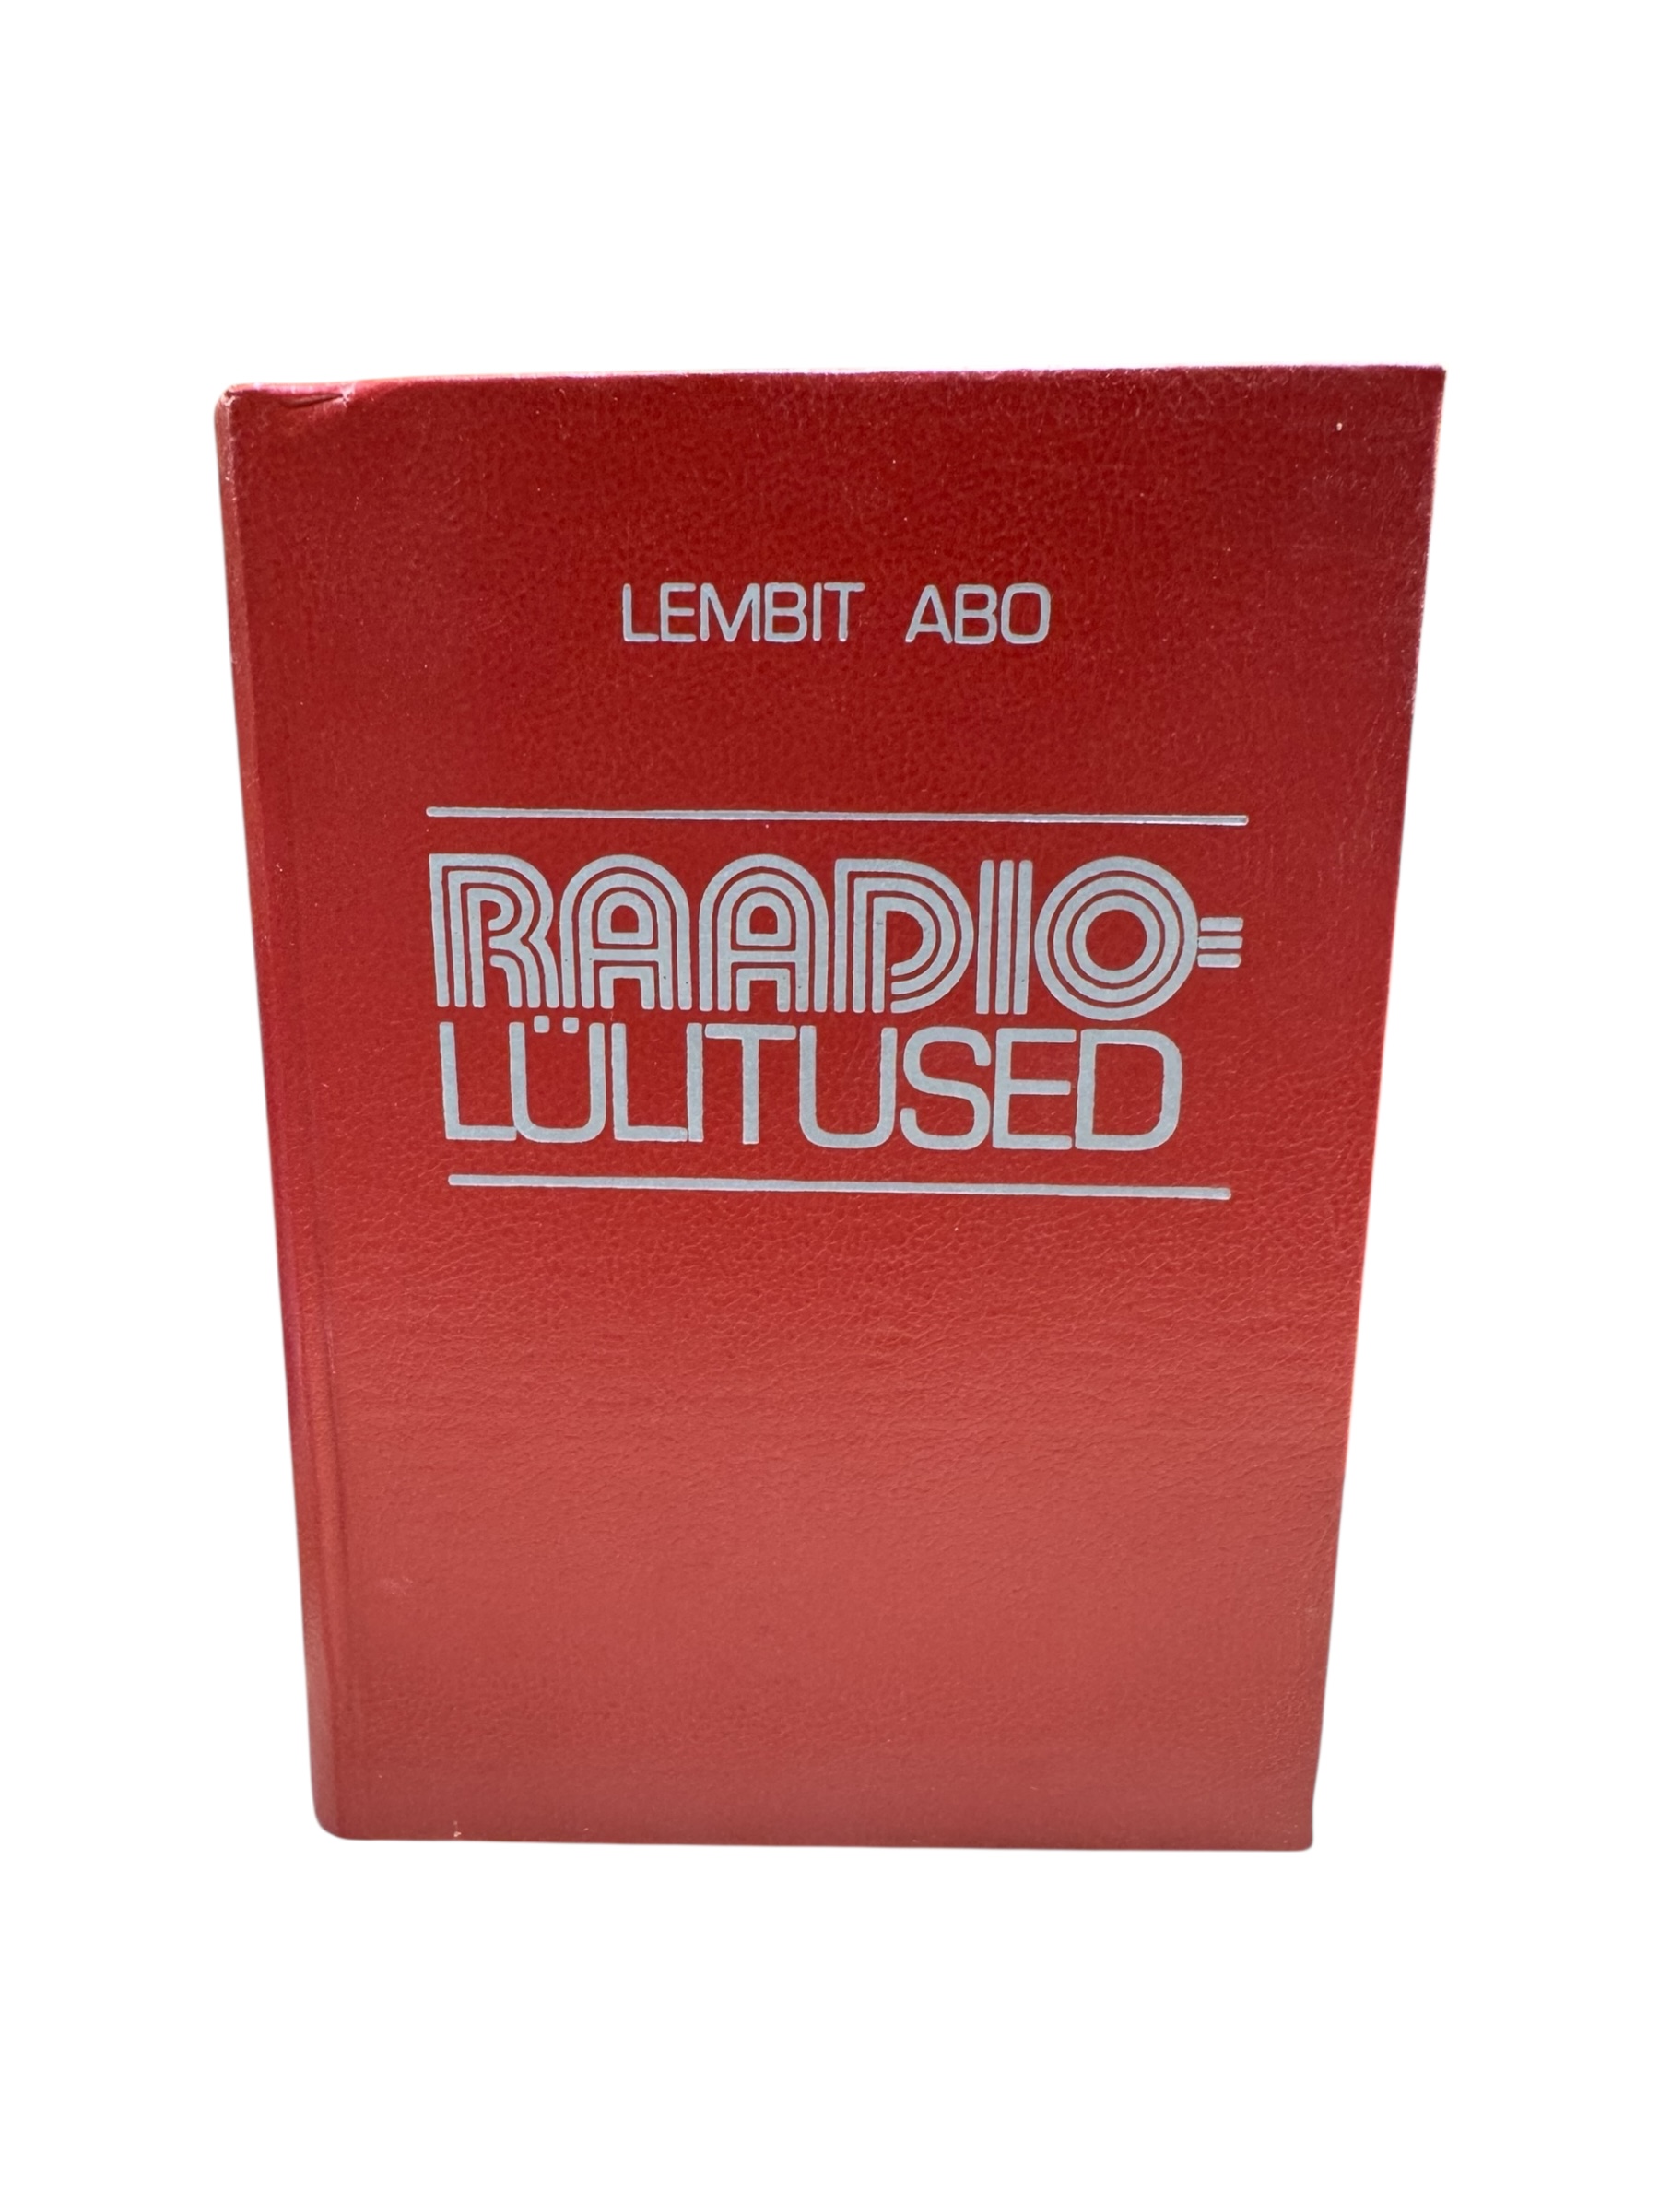 LEMBIT ABO
RAADIO-
LÜLITUSED